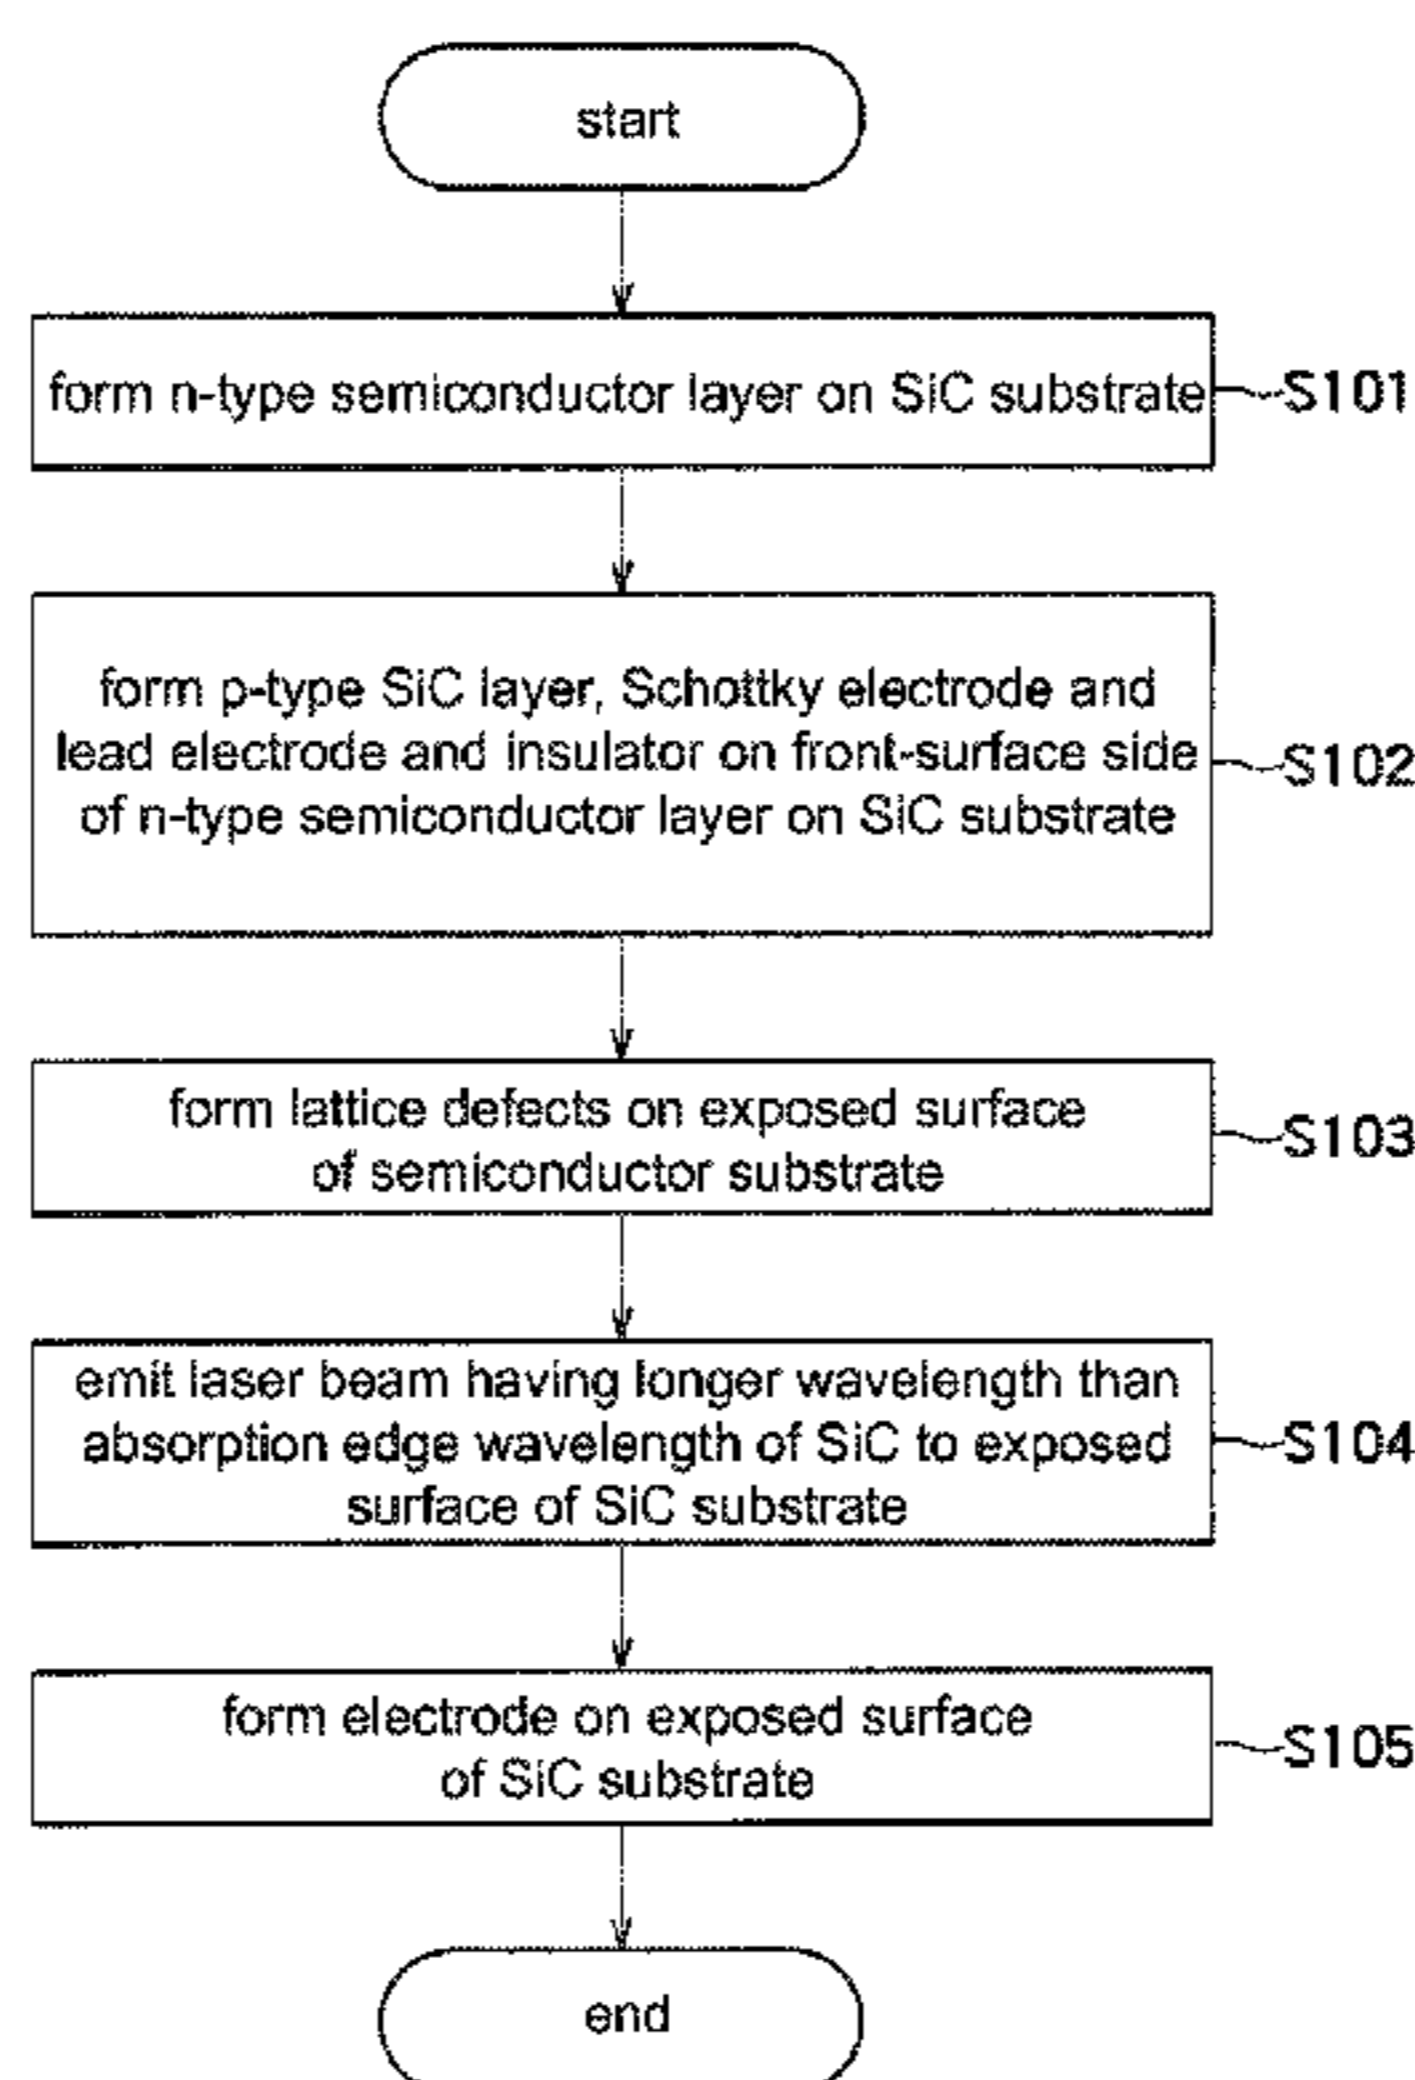 start
form n-type semiconductor layer on SiC substrate
S101
form p-type SiC layer, Schottky electrode and
lead electrode and insulator on front-surface side
of n-type semiconductor layer on SiC substrate
S102
form lattice defects on exposed surface
of semiconductor substrate
S103
emit laser beam having longer wavelength than
absorption edge wavelength of SiC to exposed
surface of SiC substrate
S104
form electrode on exposed surface
of SiC substrate
S105
end